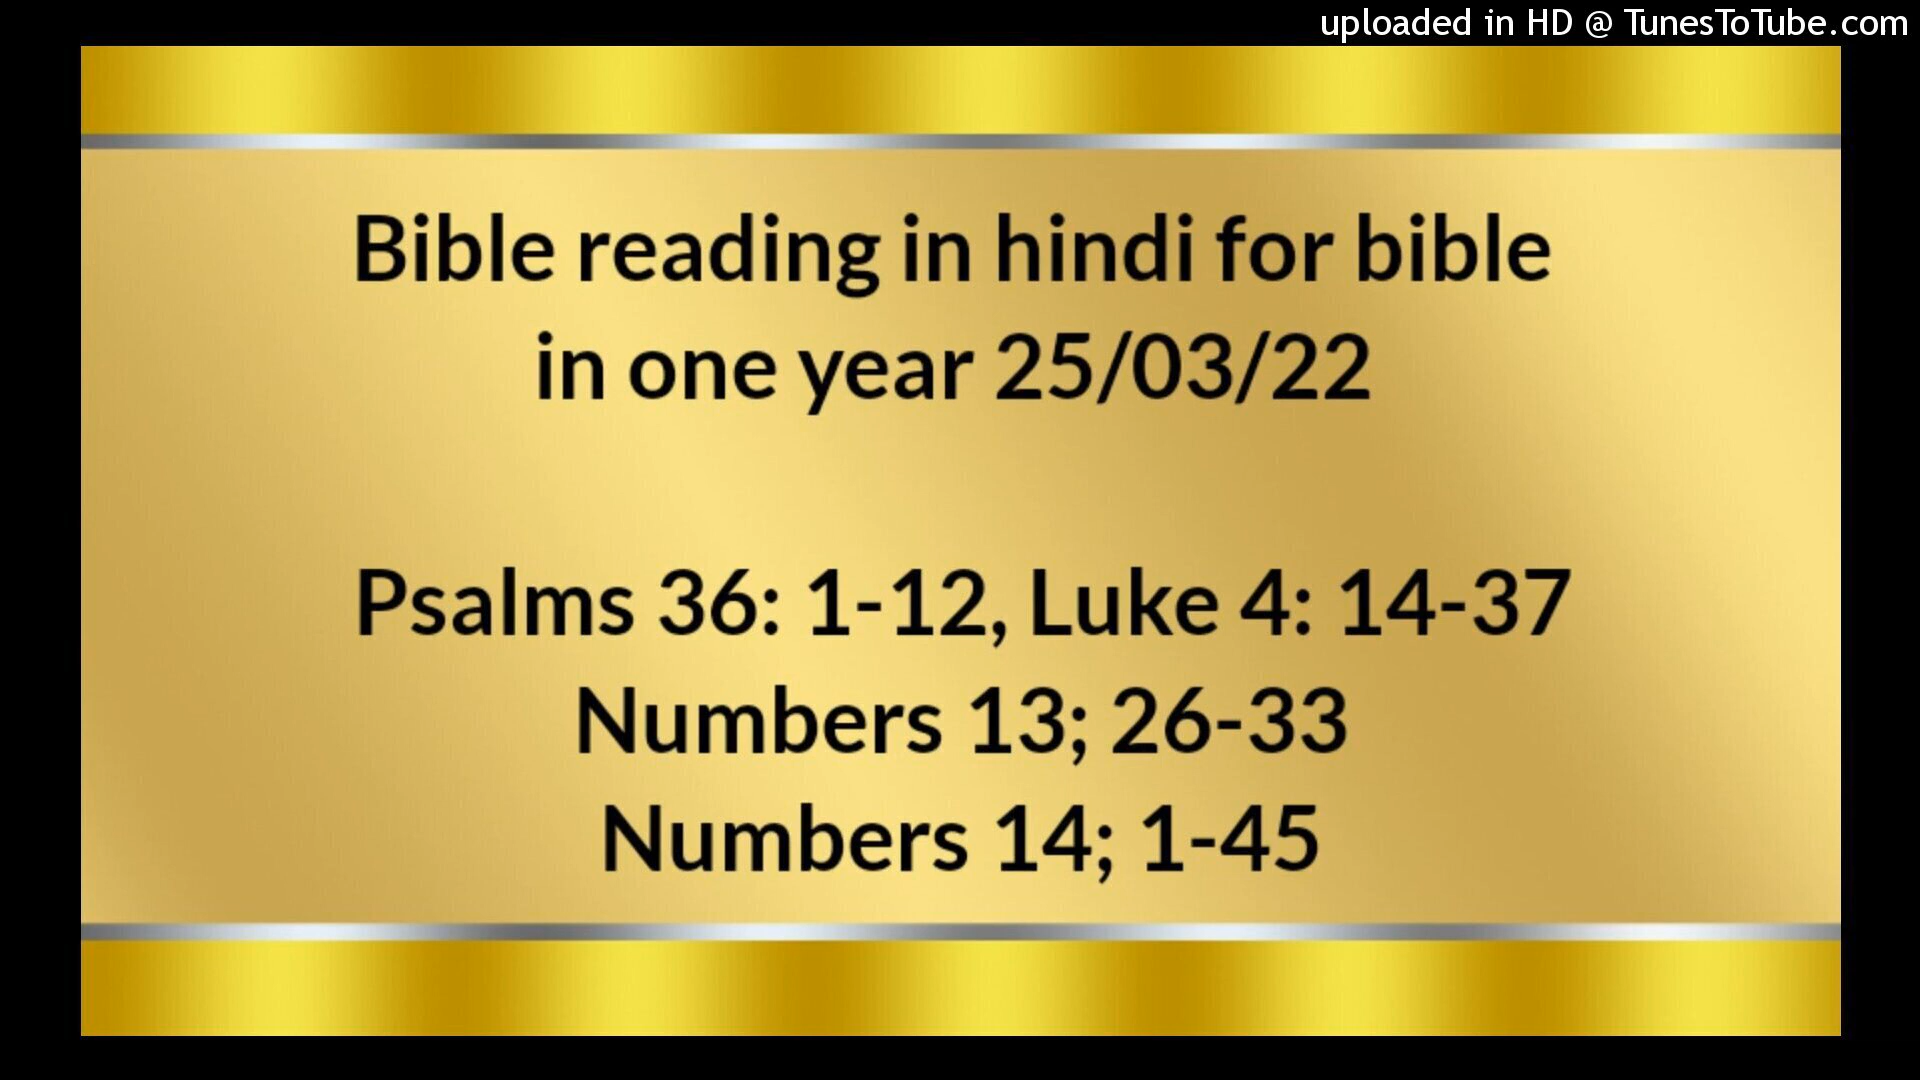 uploaded in HD @ TunesToTube.com
Bible reading in hindi for bible
in one year 25/03/22
Psalms 36: 1-12, Luke 4: 14-37
Numbers 13; 26-33
Numbers 14; 1-45